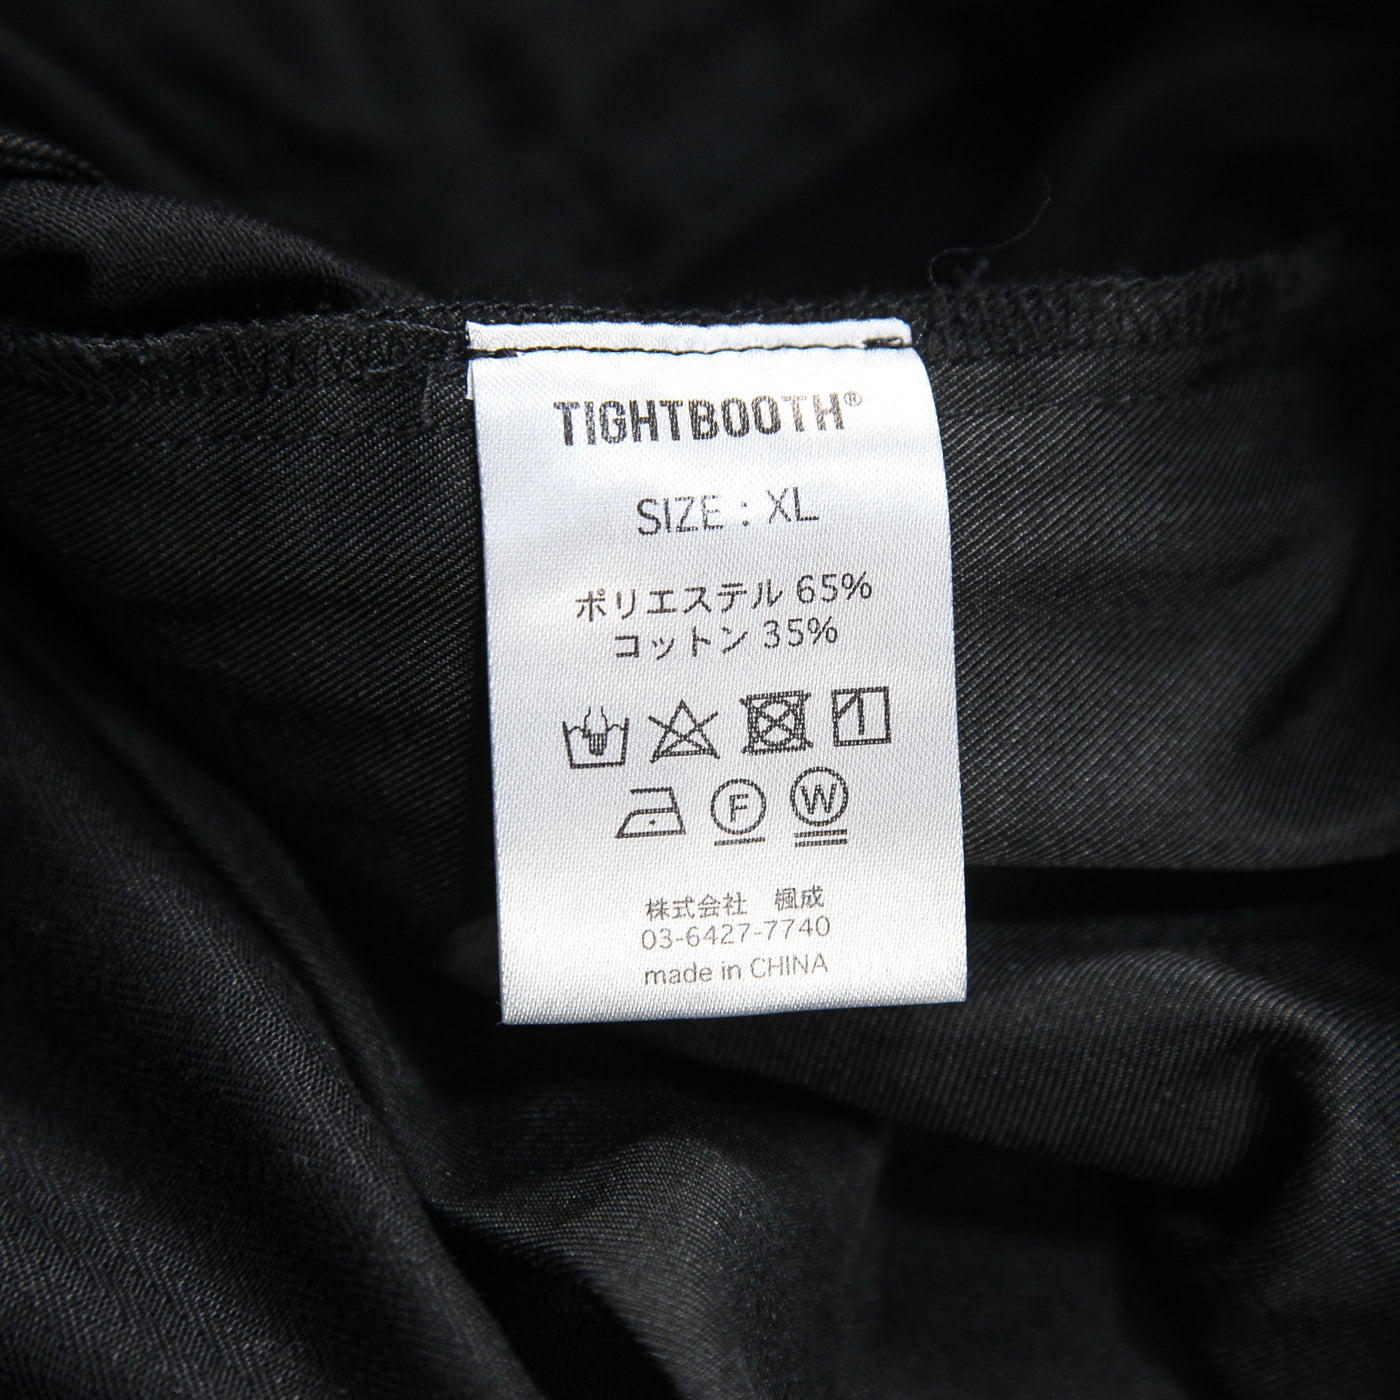 TIGHTBOOTH®
SIZE : XL
ポリエステル 65%
コットン 35%
F W
株式会社 楓成
03-6427-7740
made in CHINA